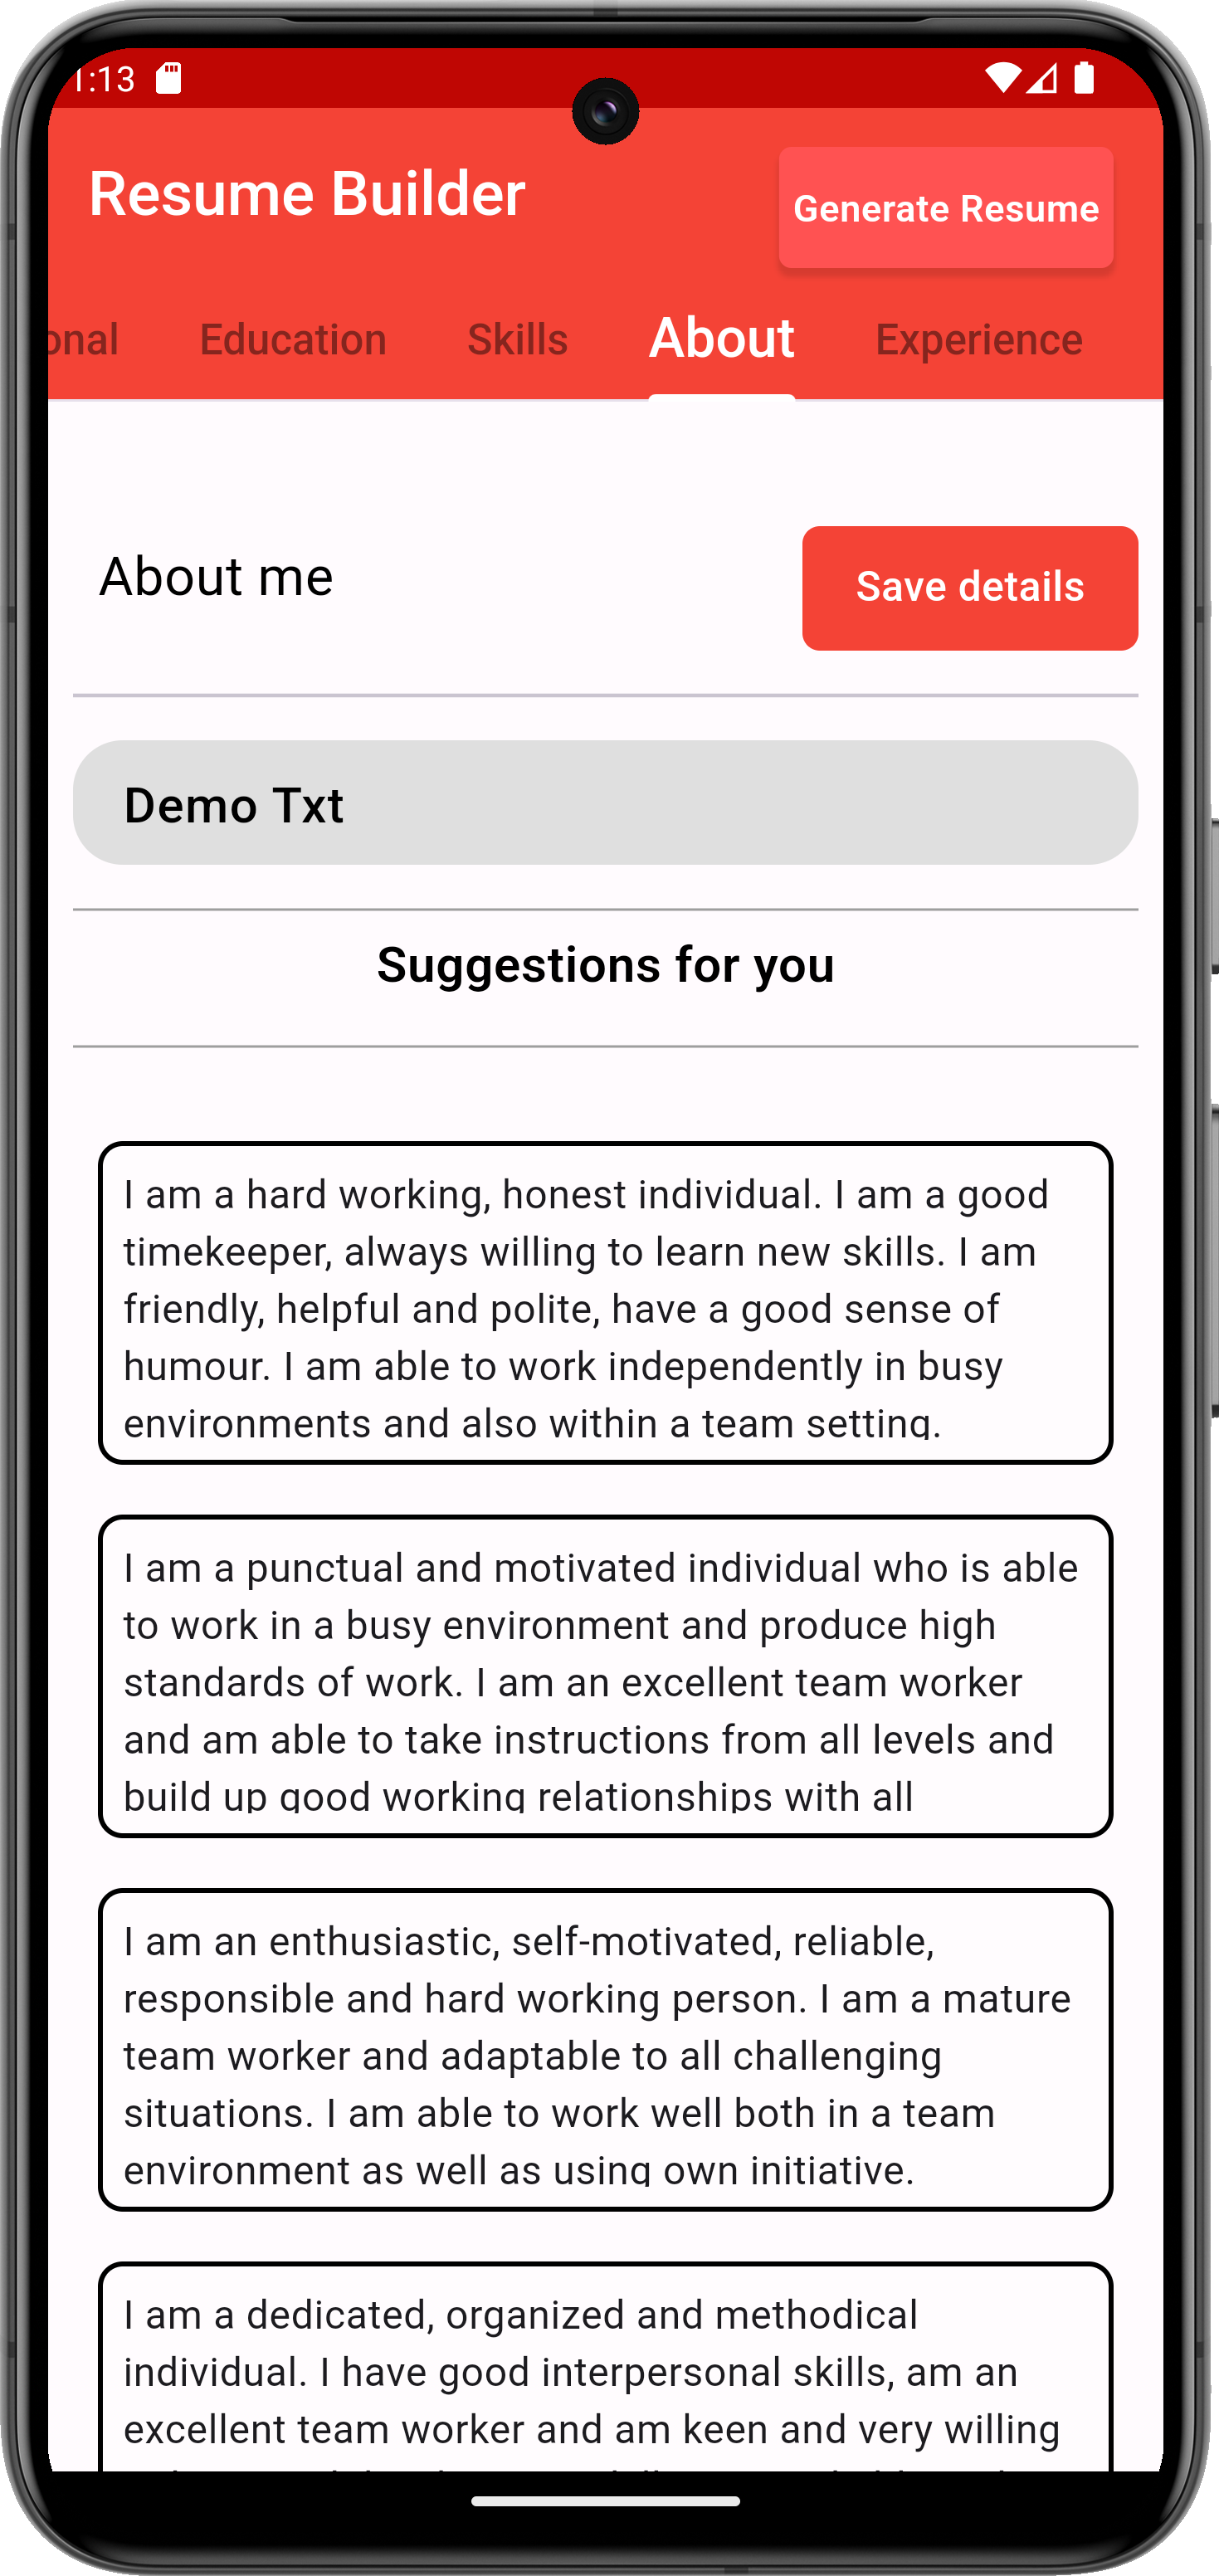 1:13
Resume Builder
Generate Resume
onal Education Skills About Experience
About me
Save details
Demo Txt
Suggestions for you
I am a hard working, honest individual. I am a good
timekeeper, always willing to learn new skills. I am
friendly, helpful and polite, have a good sense of
humour. I am able to work independently in busy
environments and also within a team setting.
I am a punctual and motivated individual who is able
to work in a busy environment and produce high
standards of work. I am an excellent team worker
and am able to take instructions from all levels and
build up good working relationships with all
I am an enthusiastic, self-motivated, reliable,
responsible and hard working person. I am a mature
team worker and adaptable to all challenging
situations. I am able to work well both in a team
environment as well as using own initiative.
I am a dedicated, organized and methodical
individual. I have good interpersonal skills, am an
excellent team worker and am keen and very willing